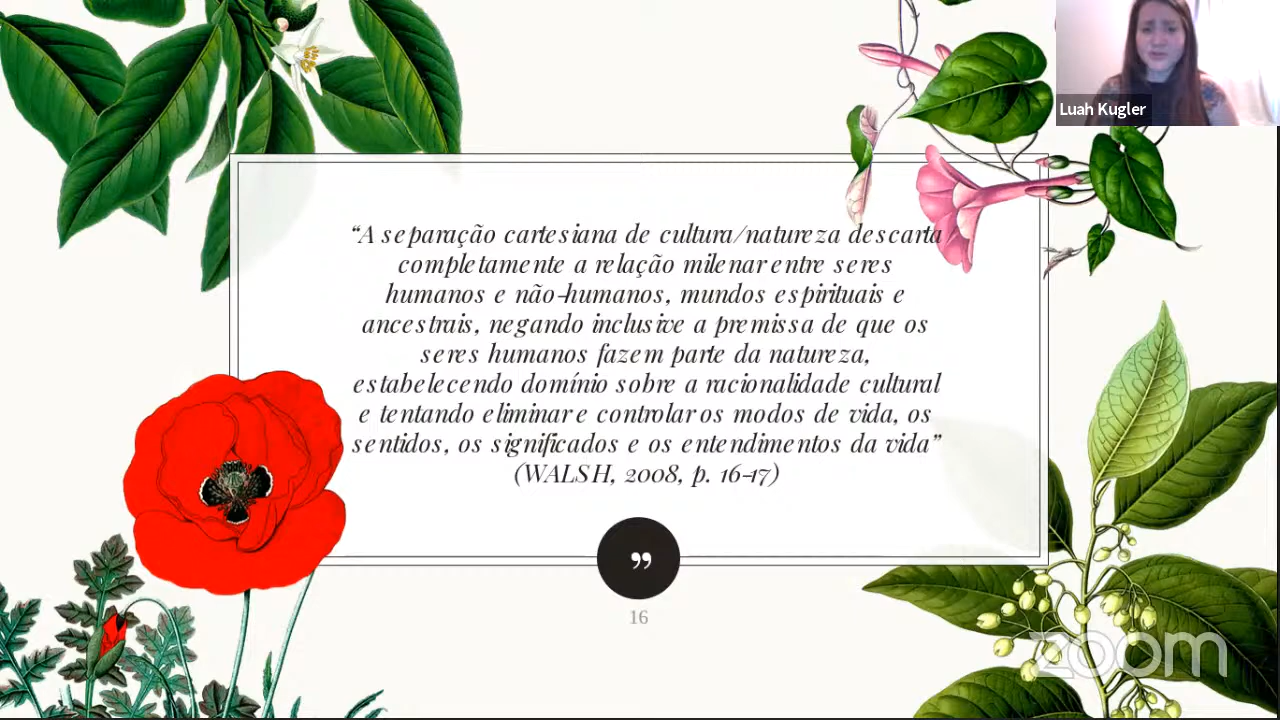 Luah Kugler
“A separação cartesiana de cultura/natureza descarta
completamente a relação milenar entre seres
humanos e não-humanos, mundos espirituais e
ancestrais, negando inclusive a premissa de que os
seres humanos fazem parte da natureza,
estabelecendo domínio sobre a racionalidade cultural
e tentando eliminar e controlar os modos de vida, os
sentidos, os significados e os entendimentos da vida”
(WALSH, 2008, p. 16-17)
”
16
zoom